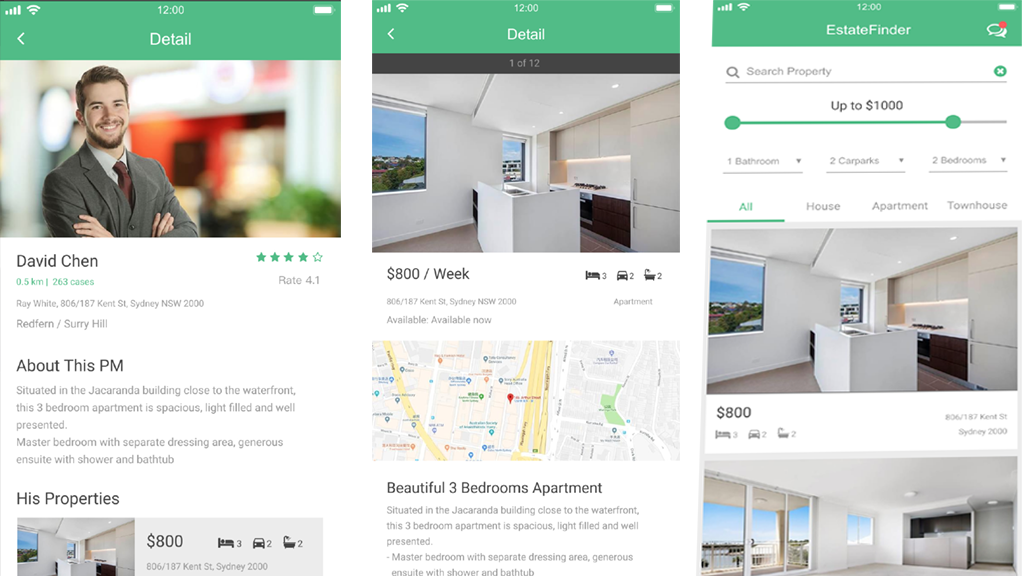 12:00
Detail
David Chen
0.5 km | 263 cases
Rate 4.1
Ray White, 806/187 Kent St, Sydney NSW 2000
Redfern / Surry Hill
About This PM
Situated in the Jacaranda building close to the waterfront,
this 3 bedroom apartment is spacious, light filled and well
presented.
Master bedroom with separate dressing area, generous
ensuite with shower and bathtub
His Properties
$800
3 2 2
806/187 Kent St, Sydney NSW 2000
12:00
Detail
1 of 12
$800 / Week
3 2 2
806/187 Kent St, Sydney NSW 2000
Apartment
Available: Available now
Beautiful 3 Bedrooms Apartment
Situated in the Jacaranda building close to the waterfront,
this 3 bedroom apartment is spacious, light filled and well
presented.
- Master bedroom with separate dressing area, generous
ensuite with shower and bathtub
12:00
EstateFinder
Search Property
Up to $1000
1 Bathroom 2 Carparks 2 Bedrooms
All House Apartment Townhouse
$800
806/187 Kent St
3 2 2
Sydney 2000